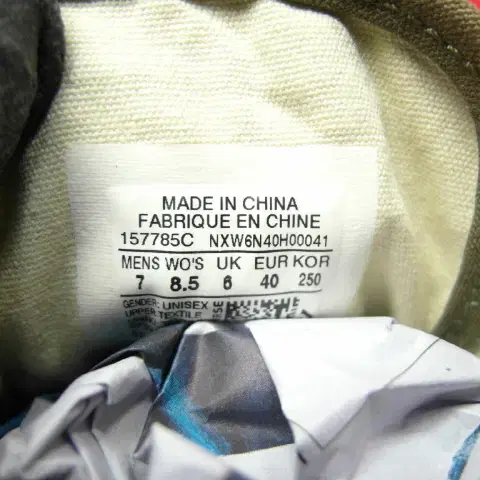 MADE IN CHINA
FABRIQUE EN CHINE
157785C NXW6N40H00041
MENS WO'S UK EUR KOR
7 8.5 6 40 250
GENDER: UNISEX
UPPER: TEXTILE